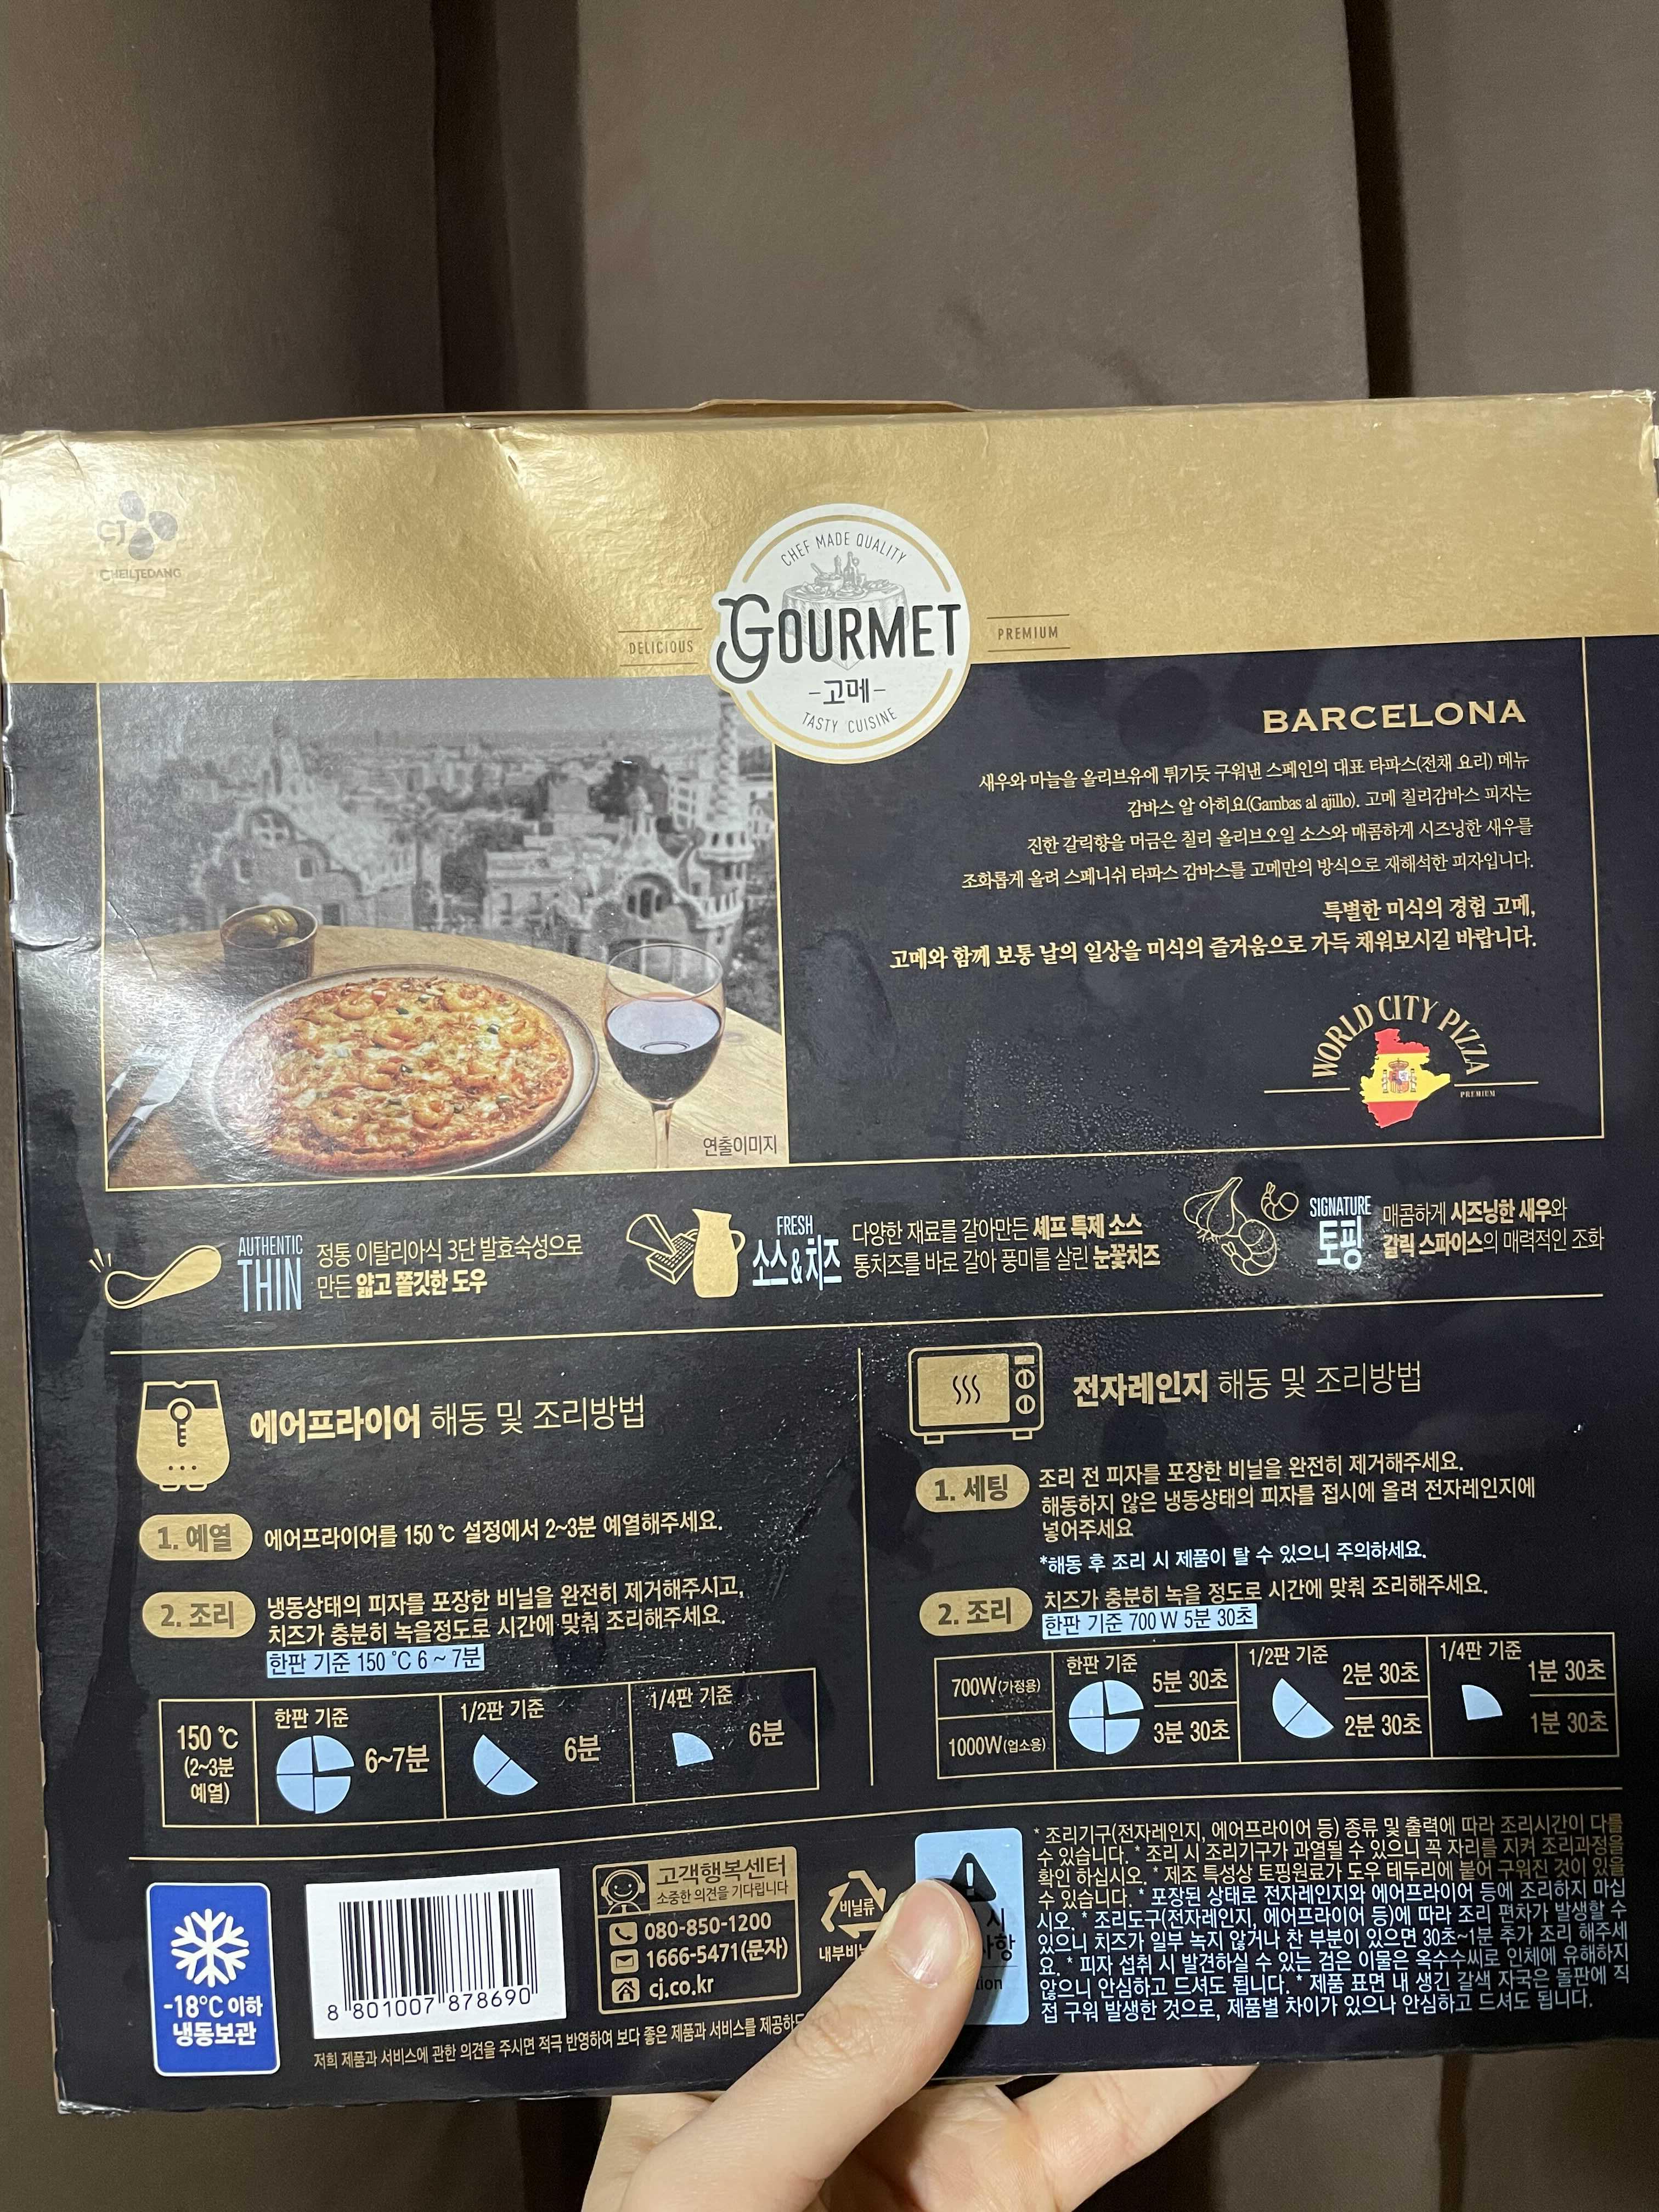 CJ
CHEILJEDANG
CHEF MADE QUALITY
DELICIOUS
GOURMET
PREMIUM
-고메-
TASTY CUISINE
BARCELONA
새우와 마늘을 올리브유에 튀기듯 구워낸 스페인의 대표 타파스(전채 요리) 메뉴
감바스 알 아히요(Gambas al ajillo). 고메 칠리감바스 피자는
진한 갈릭향을 머금은 칠리 올리브오일 소스와 매콤하게 시즈닝한 새우를
조화롭게 올려 스페니쉬 타파스 감바스를 고메만의 방식으로 재해석한 피자입니다.
특별한 미식의 경험 고메,
고메와 함께 보통 날의 일상을 미식의 즐거움으로 가득 채워보시길 바랍니다.
WORLD CITY PIZZA
PREMIUM
연출이미지
AUTHENTIC
THIN
정통 이탈리아식 3단 발효숙성으로
만든 얇고 쫄깃한 도우
FRESH
소스&치즈
다양한 재료를 갈아만든 셰프 특제 소스
통치즈를 바로 갈아 풍미를 살린 눈꽃치즈
SIGNATURE
토핑
매콤하게 시즈닝한 새우와
갈릭 스파이스의 매력적인 조화
에어프라이어 해동 및 조리방법
1. 예열
에어프라이어를 150 ℃ 설정에서 2~3분 예열해주세요.
2. 조리
냉동상태의 피자를 포장한 비닐을 완전히 제거해주시고,
치즈가 충분히 녹을정도로 시간에 맞춰 조리해주세요.
한판 기준 150 ℃ 6 ~ 7분
150 ℃
(2~3분
예열)
한판 기준
6~7분
1/2판 기준
6분
1/4판 기준
6분
전자레인지 해동 및 조리방법
1. 세팅
조리 전 피자를 포장한 비닐을 완전히 제거해주세요.
해동하지 않은 냉동상태의 피자를 접시에 올려 전자레인지에
넣어주세요
*해동 후 조리 시 제품이 탈 수 있으니 주의하세요.
2. 조리
치즈가 충분히 녹을 정도로 시간에 맞춰 조리해주세요.
한판 기준 700 W 5분 30초
700W(가정용)
1000W(업소용)
한판 기준
5분 30초
3분 30초
1/2판 기준
2분 30초
2분 30초
1/4판 기준
1분 30초
1분 30초
-18℃ 이하
냉동보관
8 801007 878690
고객행복센터
소중한 의견을 기다립니다
080-850-1200
1666-5471(문자)
cj.co.kr
비닐류
내부비
저희 제품과 서비스에 관한 의견을 주시면 적극 반영하여 보다 좋은 제품과 서비스를 제공하도
시
사항
* 조리기구(전자레인지, 에어프라이어 등) 종류 및 출력에 따라 조리시간이 다를
수 있습니다. * 조리 시 조리기구가 과열될 수 있으니 꼭 자리를 지켜 조리과정을
확인 하십시오. * 제조 특성상 토핑원료가 도우 테두리에 붙어 구워진 것이 있을
수 있습니다. * 포장된 상태로 전자레인지와 에어프라이어 등에 조리하지 마십
시오. * 조리도구(전자레인지, 에어프라이어 등)에 따라 조리 편차가 발생할 수
있으니 치즈가 일부 녹지 않거나 찬 부분이 있으면 30초~1분 추가 조리 해주세
요. * 피자 섭취 시 발견하실 수 있는 검은 이물은 옥수수씨로 인체에 유해하지
않으니 안심하고 드셔도 됩니다. * 제품 표면 내 생긴 갈색 자국은 돌판에 직
접 구워 발생한 것으로, 제품별 차이가 있으나 안심하고 드셔도 됩니다.